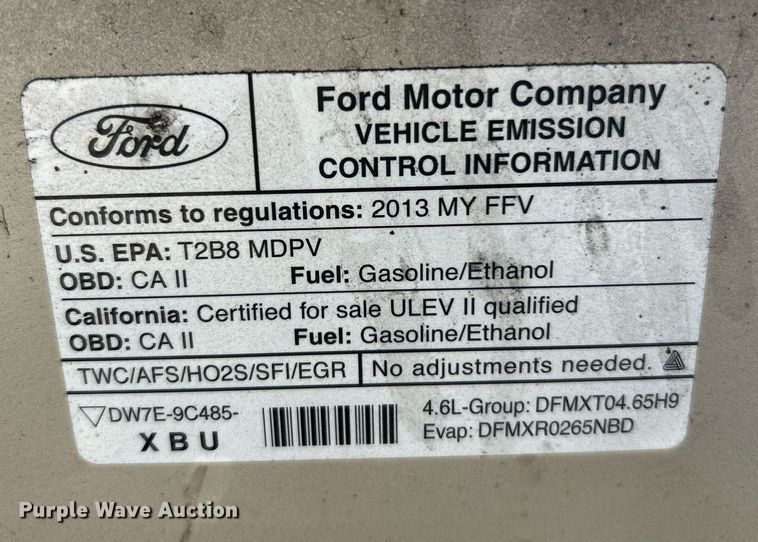 Ford
Ford Motor Company
VEHICLE EMISSION
CONTROL INFORMATION
Conforms to regulations: 2013 MY FFV
U.S. EPA: T2B8 MDPV
OBD: CA II Fuel: Gasoline/Ethanol
California: Certified for sale ULEV II qualified
OBD: CA II Fuel: Gasoline/Ethanol
TWC/AFS/HO2S/SFI/EGR No adjustments needed.
DW7E-9C485-
XBU
4.6L-Group: DFMXT04.65H9
Evap: DFMXR0265NBD
Purple Wave Auction